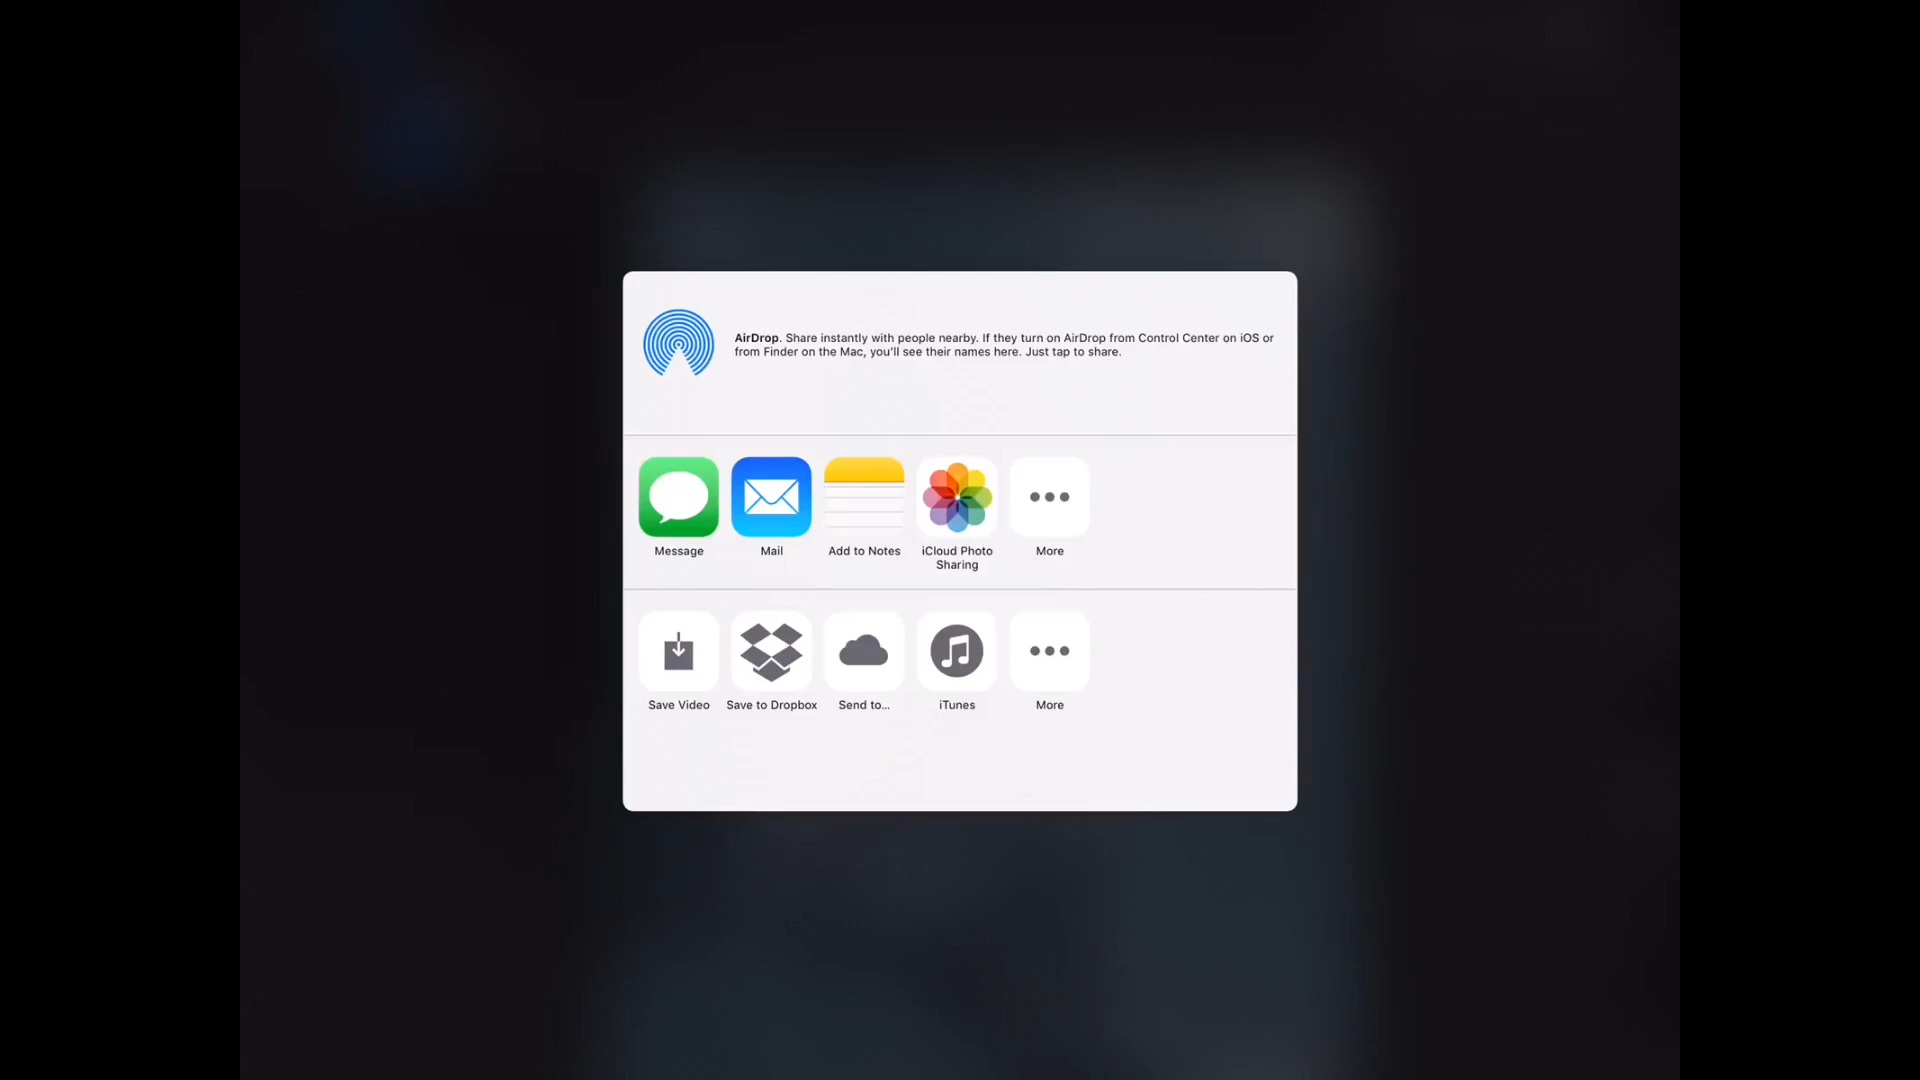 AirDrop. Share instantly with people nearby. If they turn on AirDrop from Control Center on iOS or
from Finder on the Mac, you'll see their names here. Just tap to share.
Message
Mail
Add to Notes
iCloud Photo
Sharing
More
Save Video
Save to Dropbox
Send to...
iTunes
More